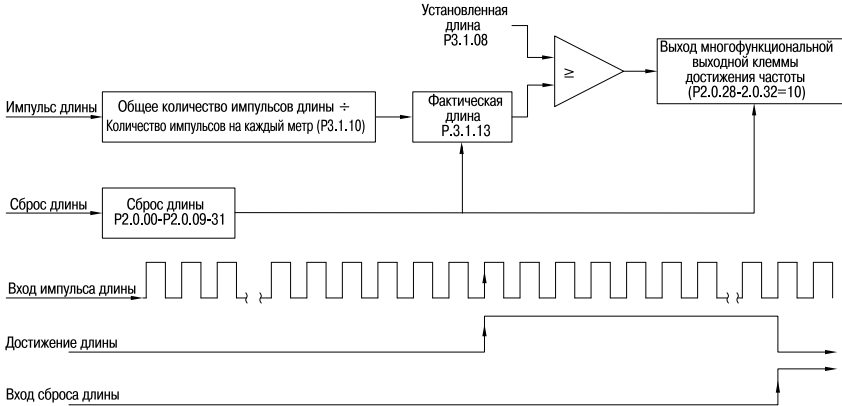 Установленная
длина
P3.1.08
Выход многофункциональной
выходной клеммы
достижения частоты
(P2.0.28-2.0.32=10)
≥
Импульс длины
Общее количество импульсов длины ÷
Количество импульсов на каждый метр (P3.1.10)
Фактическая
длина
P.3.1.13
Сброс длины
Сброс длины
P2.0.00-P2.0.09-31
Вход импульса длины
Достижение длины
Вход сброса длины